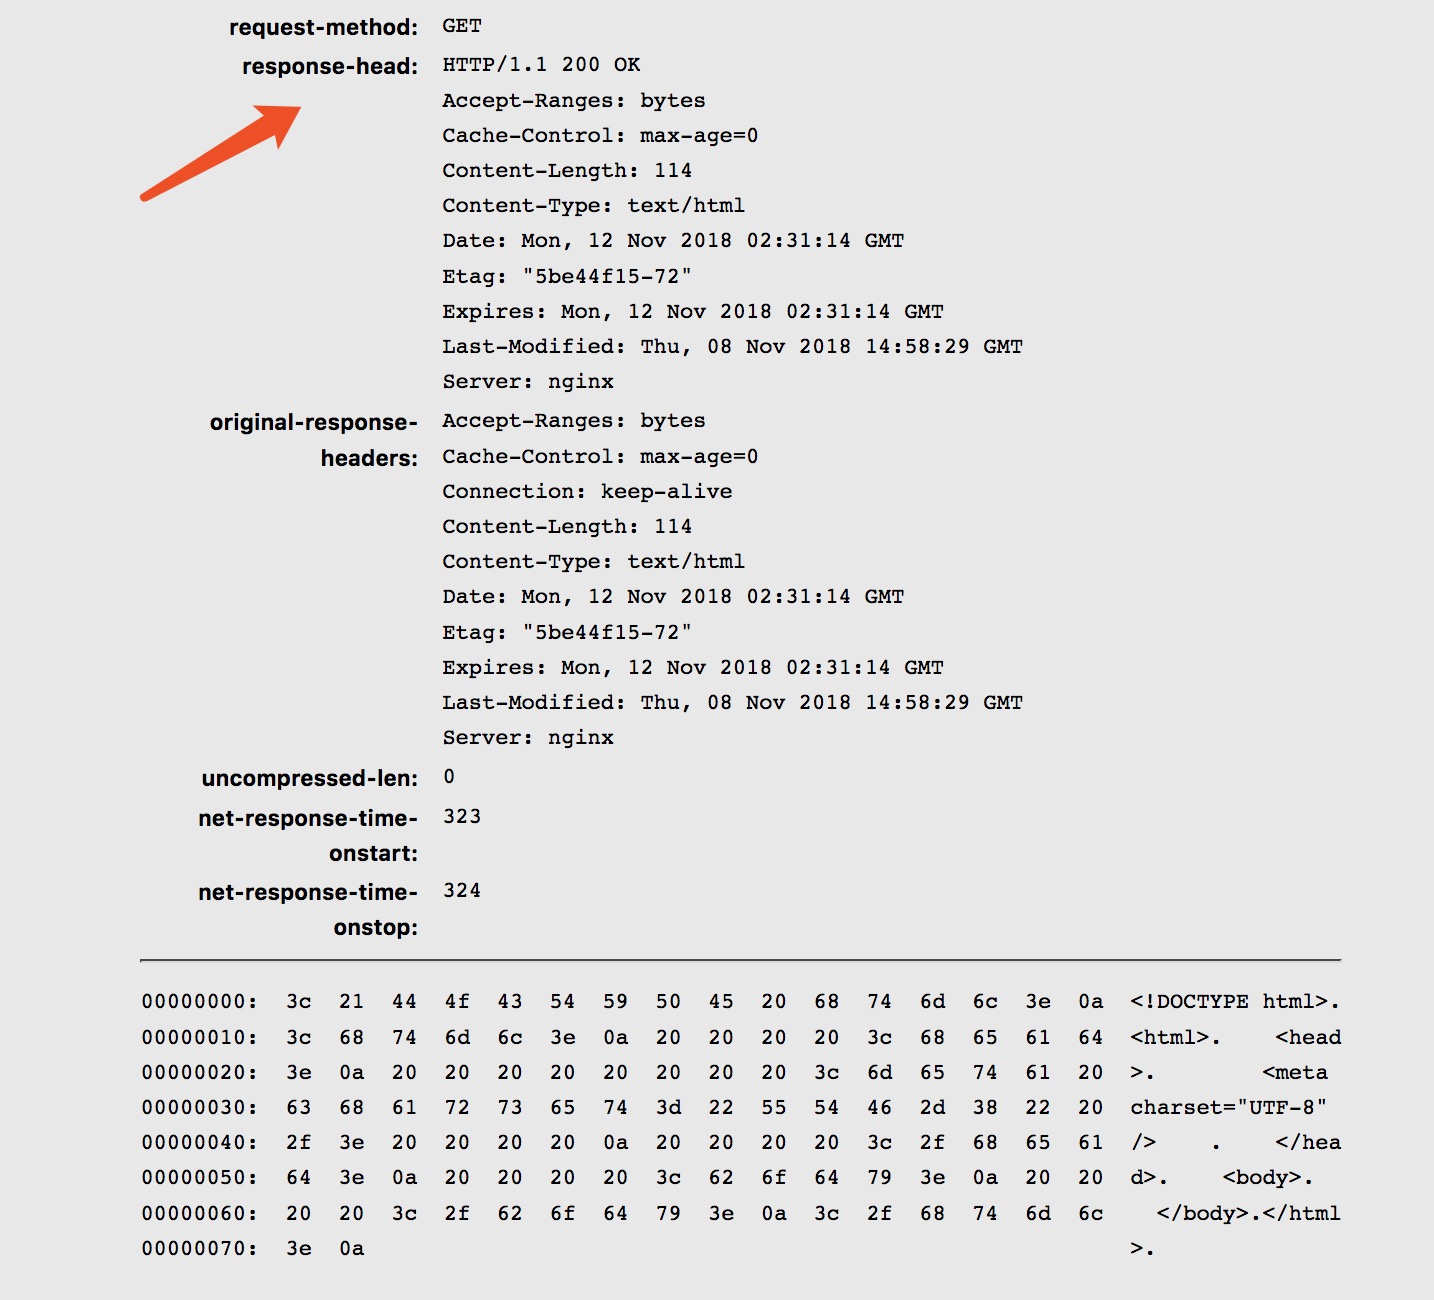 request-method: GET
response-head: HTTP/1.1 200 OK
Accept-Ranges: bytes
Cache-Control: max-age=0
Content-Length: 114
Content-Type: text/html
Date: Mon, 12 Nov 2018 02:31:14 GMT
Etag: "5be44f15-72"
Expires: Mon, 12 Nov 2018 02:31:14 GMT
Last-Modified: Thu, 08 Nov 2018 14:58:29 GMT
Server: nginx
original-response- Accept-Ranges: bytes
headers: Cache-Control: max-age=0
Connection: keep-alive
Content-Length: 114
Content-Type: text/html
Date: Mon, 12 Nov 2018 02:31:14 GMT
Etag: "5be44f15-72"
Expires: Mon, 12 Nov 2018 02:31:14 GMT
Last-Modified: Thu, 08 Nov 2018 14:58:29 GMT
Server: nginx
uncompressed-len: 0
net-response-time- 323
onstart:
net-response-time- 324
onstop:
00000000: 3c 21 44 4f 43 54 59 50 45 20 68 74 6d 6c 3e 0a <!DOCTYPE html>.
00000010: 3c 68 74 6d 6c 3e 0a 20 20 20 20 3c 68 65 61 64 <html>.    <head
00000020: 3e 0a 20 20 20 20 20 20 20 20 3c 6d 65 74 61 20 >.        <meta
00000030: 63 68 61 72 73 65 74 3d 22 55 54 46 2d 38 22 20 charset="UTF-8"
00000040: 2f 3e 20 20 20 20 0a 20 20 20 20 3c 2f 68 65 61 />    .    </hea
00000050: 64 3e 0a 20 20 20 20 3c 62 6f 64 79 3e 0a 20 20 d>.    <body>.
00000060: 20 20 3c 2f 62 6f 64 79 3e 0a 3c 2f 68 74 6d 6c   </body>.</html
00000070: 3e 0a >.